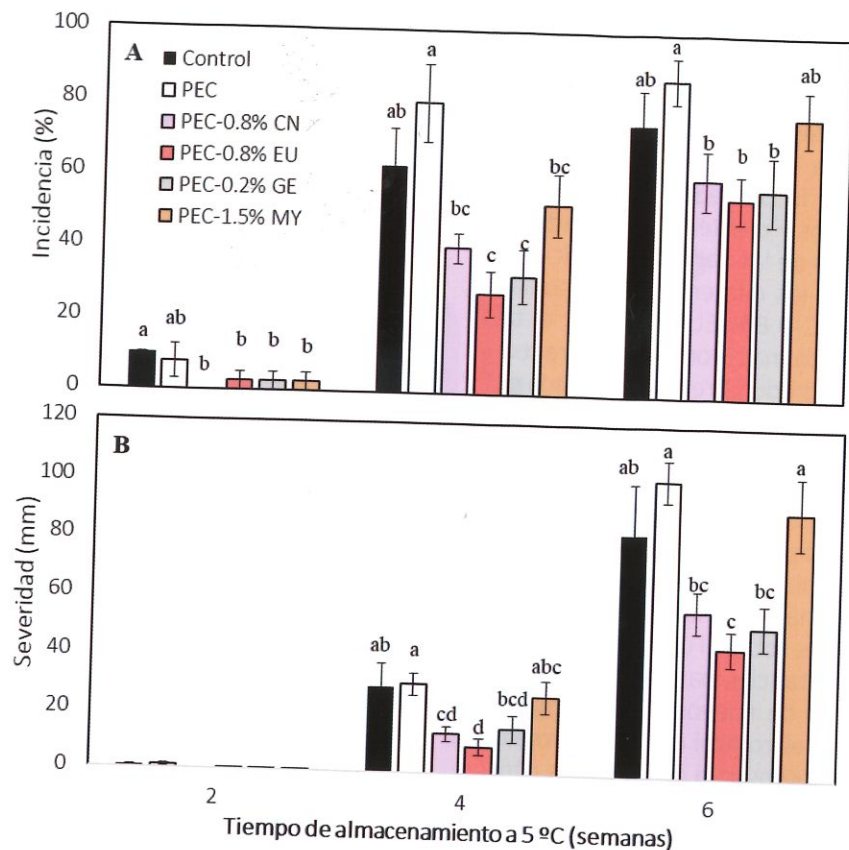 100
80
60
40
20
0
Incidencia (%)
A
Control
PEC
PEC-0.8% CN
PEC-0.8% EU
PEC-0.2% GE
PEC-1.5% MY
a ab b b b b
ab a bc c c bc
ab a b b b ab
120
100
80
60
40
20
0
Severidad (mm)
B
ab a cd d bcd abc
ab a bc c bc a
2 4 6
Tiempo de almacenamiento a 5 ºC (semanas)